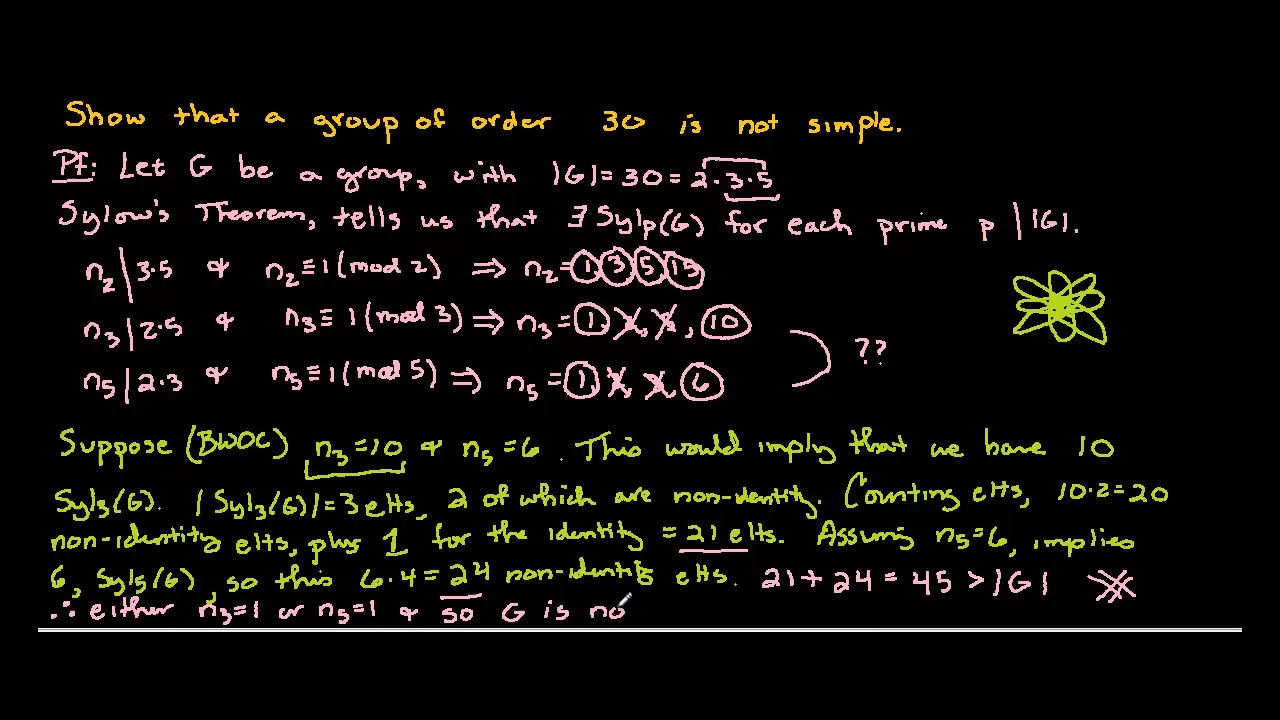 Show that a group of order 30 is not simple.
Pf: Let G be a group, with |G| = 30 = 2·3·5
Sylow's Theorem, tells us that ∃ Sylp(G) for each prime p | |G|.
n2 | 3·5 & n2 ≡ 1 (mod 2) ⟹ n2 = 1, 3, 5, 15
n3 | 2·5 & n3 ≡ 1 (mod 3) ⟹ n3 = 1, 2, 5, 10
n5 | 2·3 & n5 ≡ 1 (mod 5) ⟹ n5 = 1, 2, 3, 6
??
Suppose (BWOC) n3 = 10 & n5 = 6. This would imply that we have 10
Syl3(G). |Syl3(G)| = 3 elts, 2 of which are non-identity. Counting elts, 10·2 = 20
non-identity elts, plus 1 for the identity = 21 elts. Assuming n5 = 6, implies
6, Syl5(G), so this 6·4 = 24 non-identity elts. 21 + 24 = 45 > |G|
∴ either n3 = 1 or n5 = 1 & so G is no